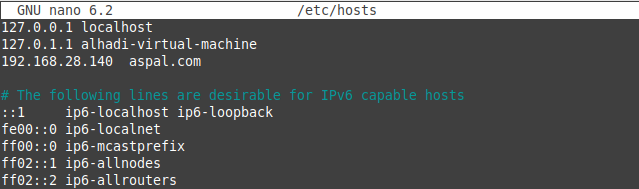 GNU nano 6.2 /etc/hosts
127.0.0.1 localhost
127.0.1.1 alhadi-virtual-machine
192.168.28.140  aspal.com
# The following lines are desirable for IPv6 capable hosts
::1     ip6-localhost ip6-loopback
fe00::0 ip6-localnet
ff00::0 ip6-mcastprefix
ff02::1 ip6-allnodes
ff02::2 ip6-allrouters